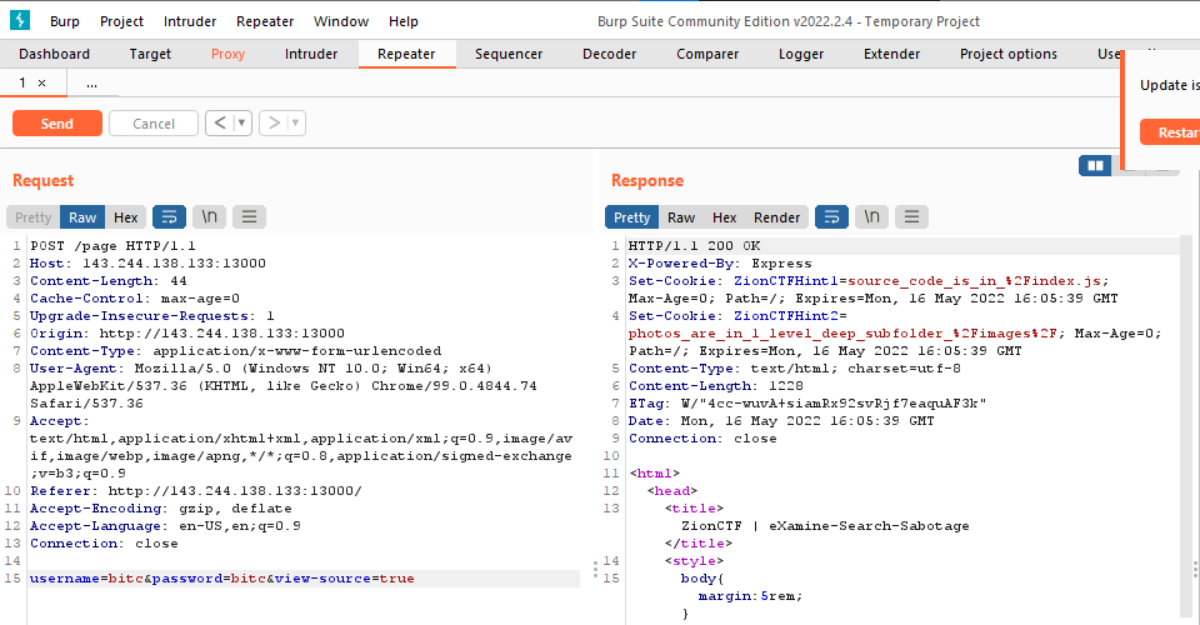 Burp Project Intruder Repeater Window Help Burp Suite Community Edition v2022.2.4 - Temporary Project
Dashboard Target Proxy Intruder Repeater Sequencer Decoder Comparer Logger Extender Project options
1 × ...
Update is
Send Cancel < >
Restar
Request
Pretty Raw Hex \n
1 POST /page HTTP/1.1
2 Host: 143.244.138.133:13000
3 Content-Length: 44
4 Cache-Control: max-age=0
5 Upgrade-Insecure-Requests: 1
6 Origin: http://143.244.138.133:13000
7 Content-Type: application/x-www-form-urlencoded
8 User-Agent: Mozilla/5.0 (Windows NT 10.0; Win64; x64)
AppleWebKit/537.36 (KHTML, like Gecko) Chrome/99.0.4844.74
Safari/537.36
9 Accept:
text/html,application/xhtml+xml,application/xml;q=0.9,image/av
if,image/webp,image/apng,*/*;q=0.8,application/signed-exchange
;v=b3;q=0.9
10 Referer: http://143.244.138.133:13000/
11 Accept-Encoding: gzip, deflate
12 Accept-Language: en-US,en;q=0.9
13 Connection: close
14
15 username=bitc&password=bitc&view-source=true
Response
Pretty Raw Hex Render \n
1 HTTP/1.1 200 OK
2 X-Powered-By: Express
3 Set-Cookie: ZionCTFHint1=source_code_is_in_%2Findex.js;
Max-Age=0; Path=/; Expires=Mon, 16 May 2022 16:05:39 GMT
4 Set-Cookie: ZionCTFHint2=
photos_are_in_1_level_deep_subfolder_%2Fimages%2F; Max-Age=0;
Path=/; Expires=Mon, 16 May 2022 16:05:39 GMT
5 Content-Type: text/html; charset=utf-8
6 Content-Length: 1228
7 ETag: W/"4cc-wuvA+siamRx92svRjf7eaquAF3k"
8 Date: Mon, 16 May 2022 16:05:39 GMT
9 Connection: close
10
11 <html>
12 <head>
13 <title>
ZionCTF | eXamine-Search-Sabotage
</title>
14 <style>
15 body{
margin:5rem;
}